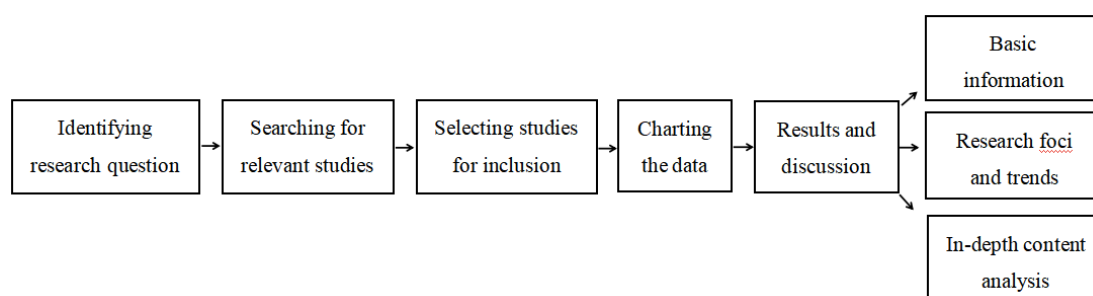 Identifying
research question
Searching for
relevant studies
Selecting studies
for inclusion
Charting
the data
Results and
discussion
Basic
information
Research foci
and trends
In-depth content
analysis